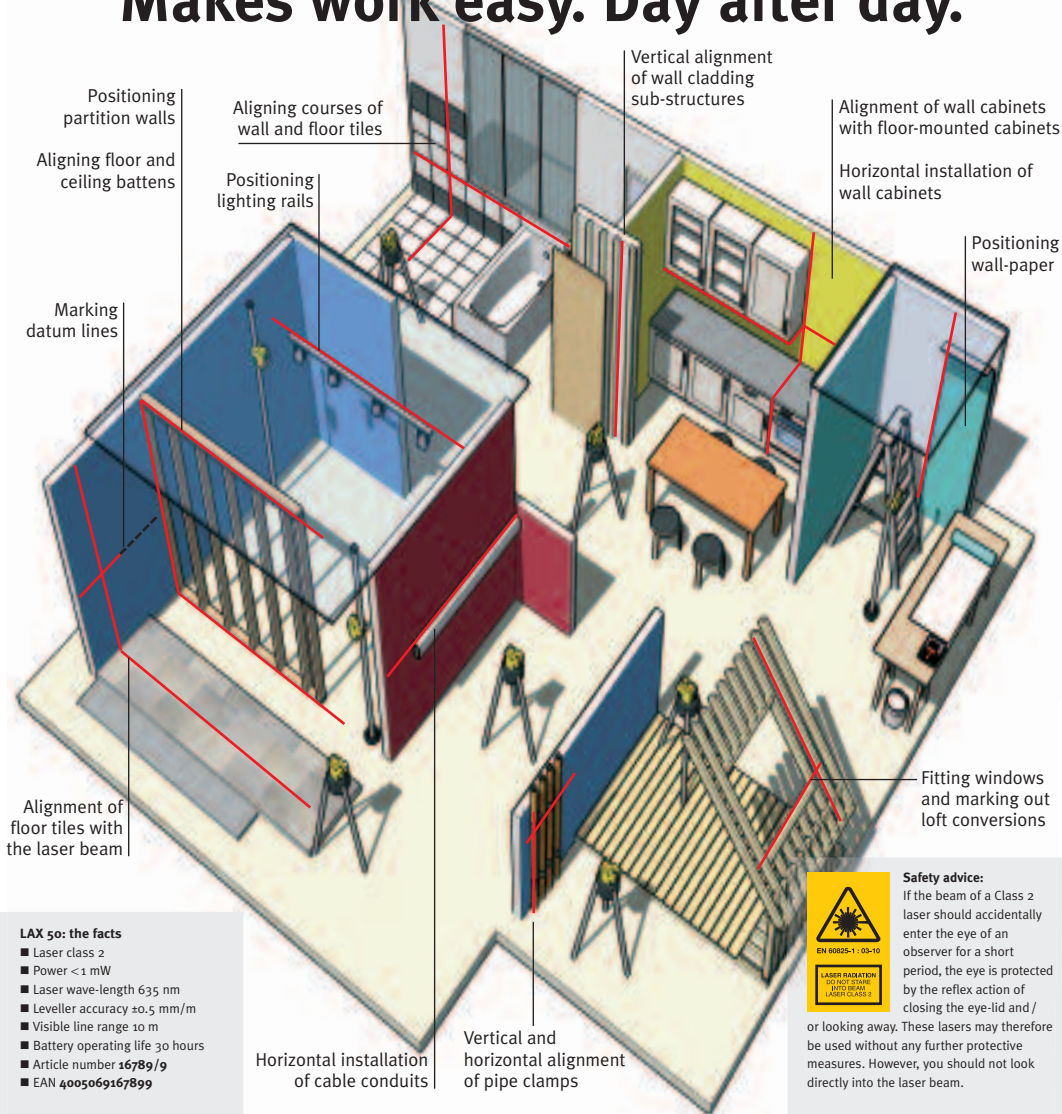 Makes work easy. Day after day.
Positioning
partition walls
Aligning floor and
ceiling battens
Aligning courses of
wall and floor tiles
Positioning
lighting rails
Vertical alignment
of wall cladding
sub-structures
Alignment of wall cabinets
with floor-mounted cabinets
Horizontal installation of
wall cabinets
Positioning
wall-paper
Marking
datum lines
Alignment of
floor tiles with
the laser beam
Fitting windows
and marking out
loft conversions
Horizontal installation
of cable conduits
Vertical and
horizontal alignment
of pipe clamps
LAX 50: the facts
■ Laser class 2
■ Power <1 mW
■ Laser wave-length 635 nm
■ Leveller accuracy ±0.5 mm/m
■ Visible line range 10 m
■ Battery operating life 30 hours
■ Article number 16789/9
■ EAN 4005069167899
EN 60825-1 : 03-10
LASER RADIATION
DO NOT STARE
INTO BEAM
LASER CLASS 2
Safety advice:
If the beam of a Class 2
laser should accidentally
enter the eye of an
observer for a short
period, the eye is protected
by the reflex action of
closing the eye-lid and/
or looking away. These lasers may therefore
be used without any further protective
measures. However, you should not look
directly into the laser beam.